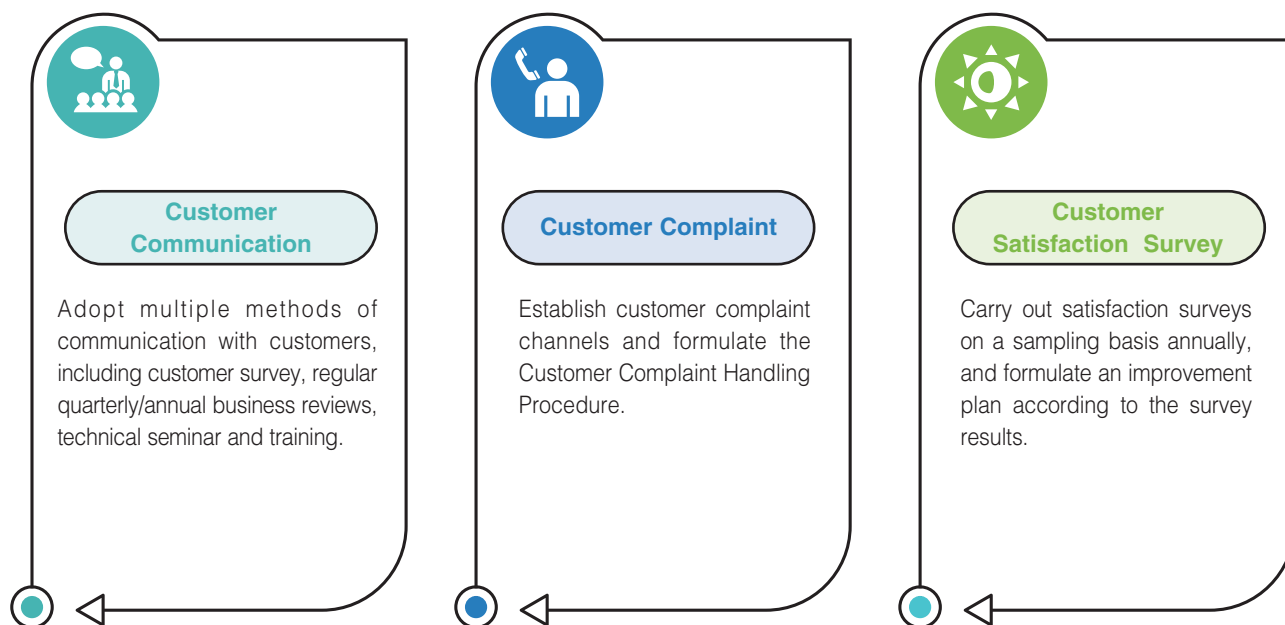 Customer
Communication
Adopt multiple methods of
communication with customers,
including customer survey, regular
quarterly/annual business reviews,
technical seminar and training.
Customer Complaint
Establish customer complaint
channels and formulate the
Customer Complaint Handling
Procedure.
Customer
Satisfaction Survey
Carry out satisfaction surveys
on a sampling basis annually,
and formulate an improvement
plan according to the survey
results.